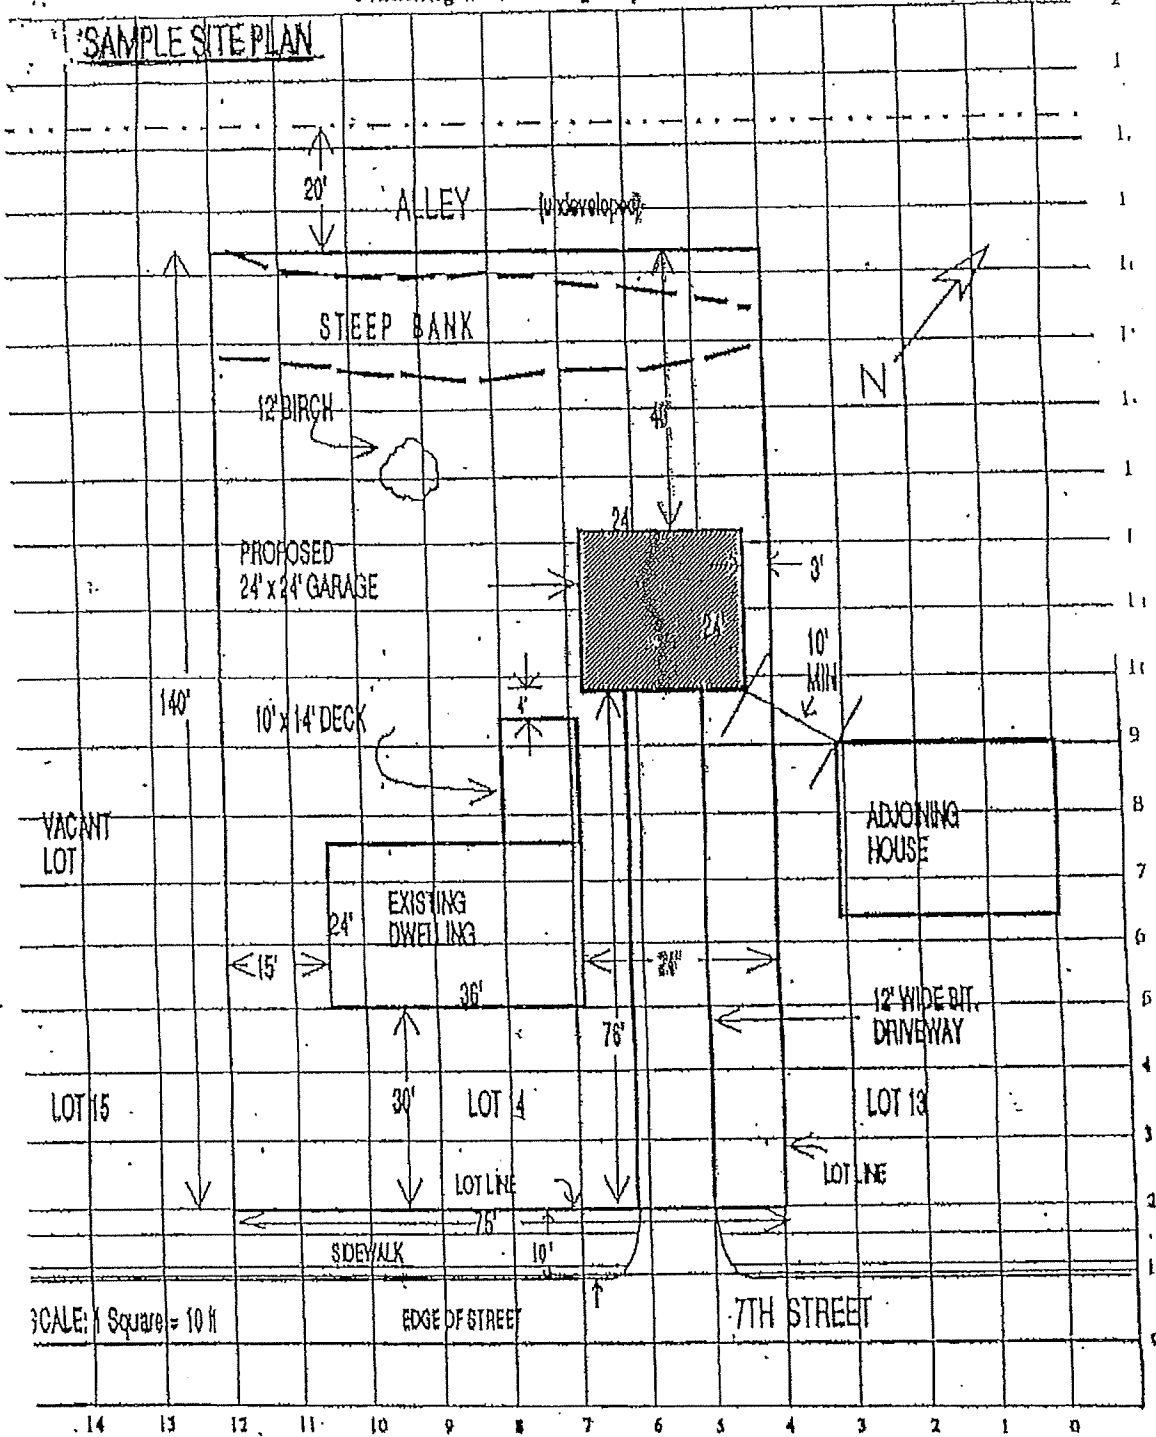 SAMPLE SITE PLAN
20'
ALLEY (undeveloped)
STEEP BANK
N
12' BIRCH
40'
24'
PROPOSED
24' x 24' GARAGE
3'
24'
10'
MIN
140'
4'
10' x 14' DECK
9
VACANT
LOT
ADJOINING
HOUSE
8
7
EXISTING
DWELLING
24'
6
15'
36'
12' WIDE BIT.
DRIVEWAY
5
76'
4
LOT 15
30'
LOT 4
LOT 13
3
LOT LINE
LOT LINE
2
75'
SIDEWALK
10'
1
SCALE: 1 Square = 10 ft
EDGE OF STREET
7TH STREET
14 13 12 11 10 9 8 7 6 5 4 3 2 1 0